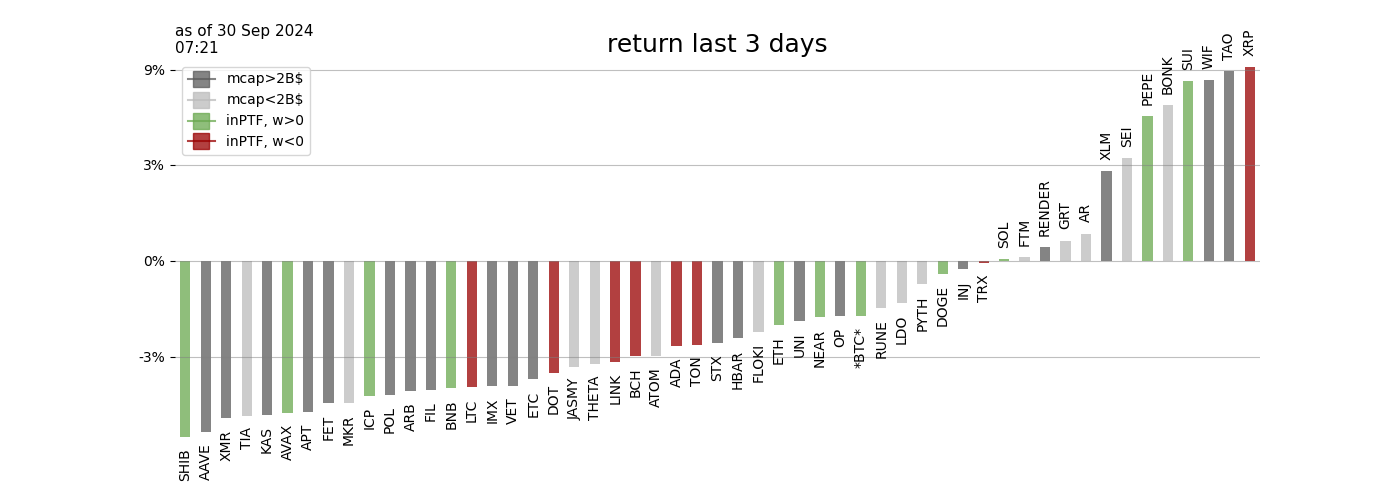 as of 30 Sep 2024
07:21
return last 3 days
9%
3%
0%
-3%
mcap>2B$
mcap<2B$
inPTF, w>0
inPTF, w<0
SHIB
AAVE
XMR
TIA
KAS
AVAX
APT
FET
MKR
ICP
POL
ARB
FIL
BNB
LTC
IMX
VET
ETC
DOT
JASMY
THETA
LINK
BCH
ATOM
ADA
TON
STX
HBAR
FLOKI
ETH
UNI
NEAR
OP
*BTC*
RUNE
LDO
PYTH
DOGE
INJ
TRX
SOL
FTM
RENDER
GRT
AR
XLM
SEI
PEPE
BONK
SUI
WIF
TAO
XRP